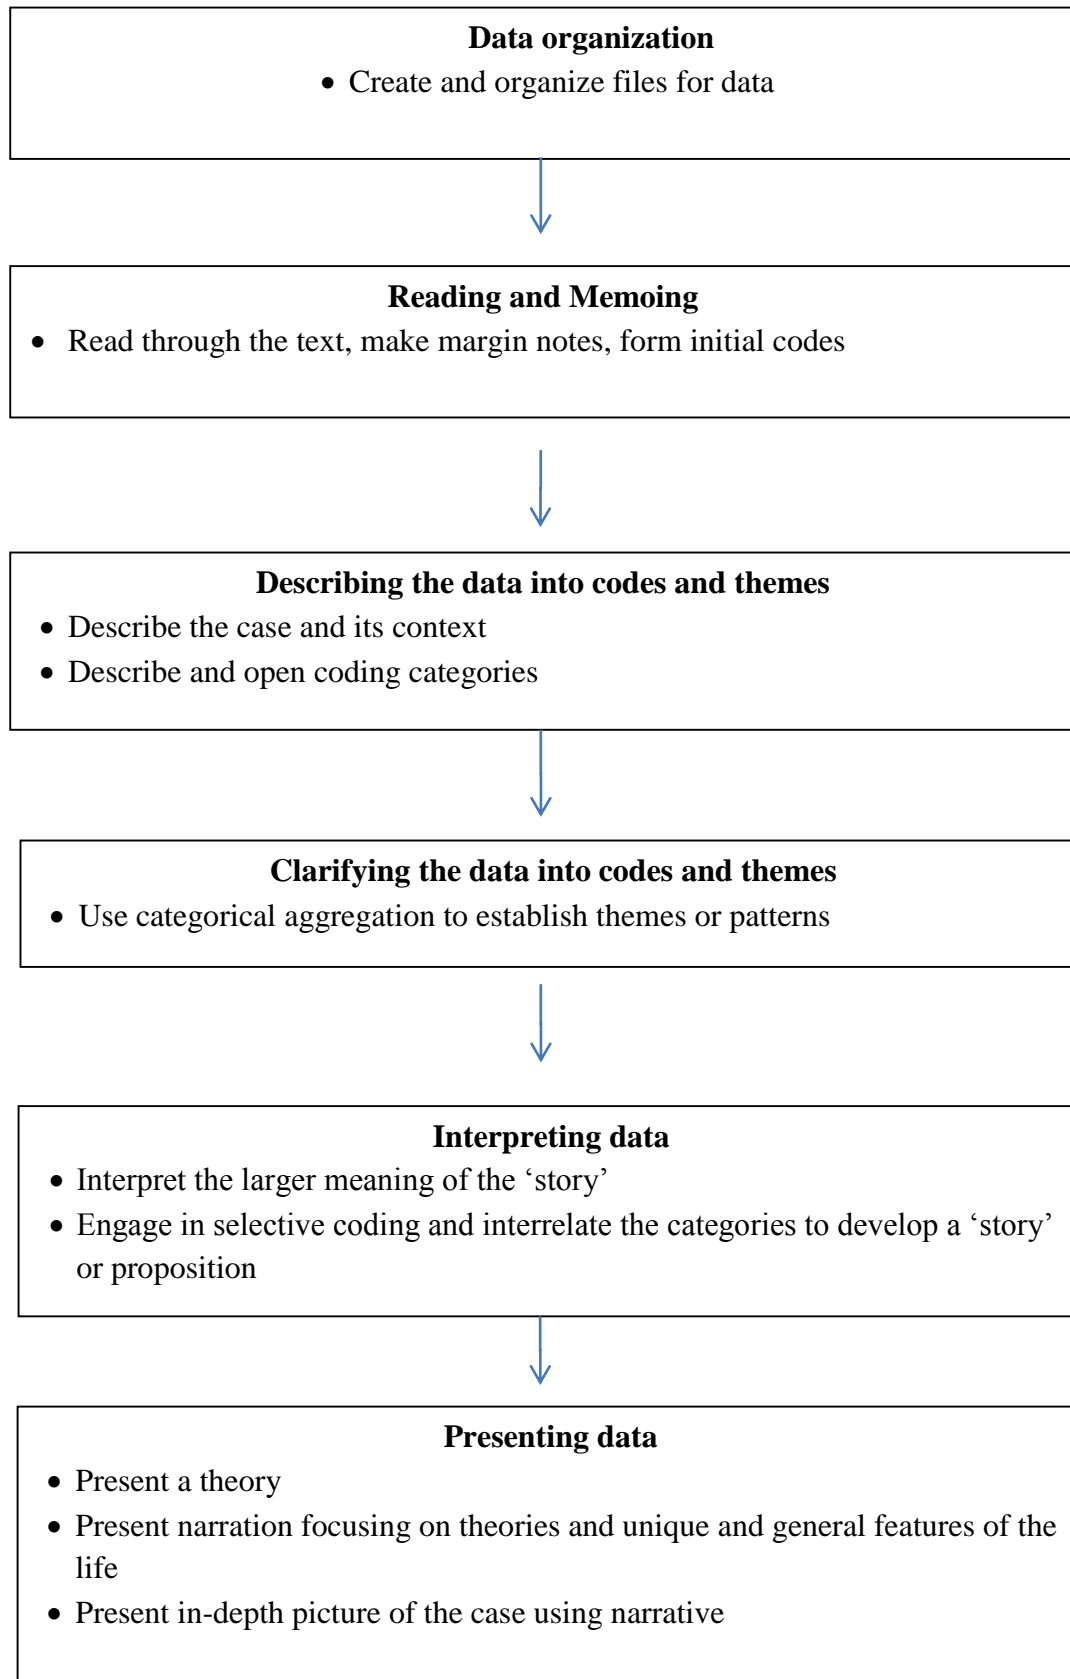 Data organization
• Create and organize files for data
Reading and Memoing
• Read through the text, make margin notes, form initial codes
Describing the data into codes and themes
• Describe the case and its context
• Describe and open coding categories
Clarifying the data into codes and themes
• Use categorical aggregation to establish themes or patterns
Interpreting data
• Interpret the larger meaning of the ‘story’
• Engage in selective coding and interrelate the categories to develop a ‘story’
or proposition
Presenting data
• Present a theory
• Present narration focusing on theories and unique and general features of the
life
• Present in-depth picture of the case using narrative